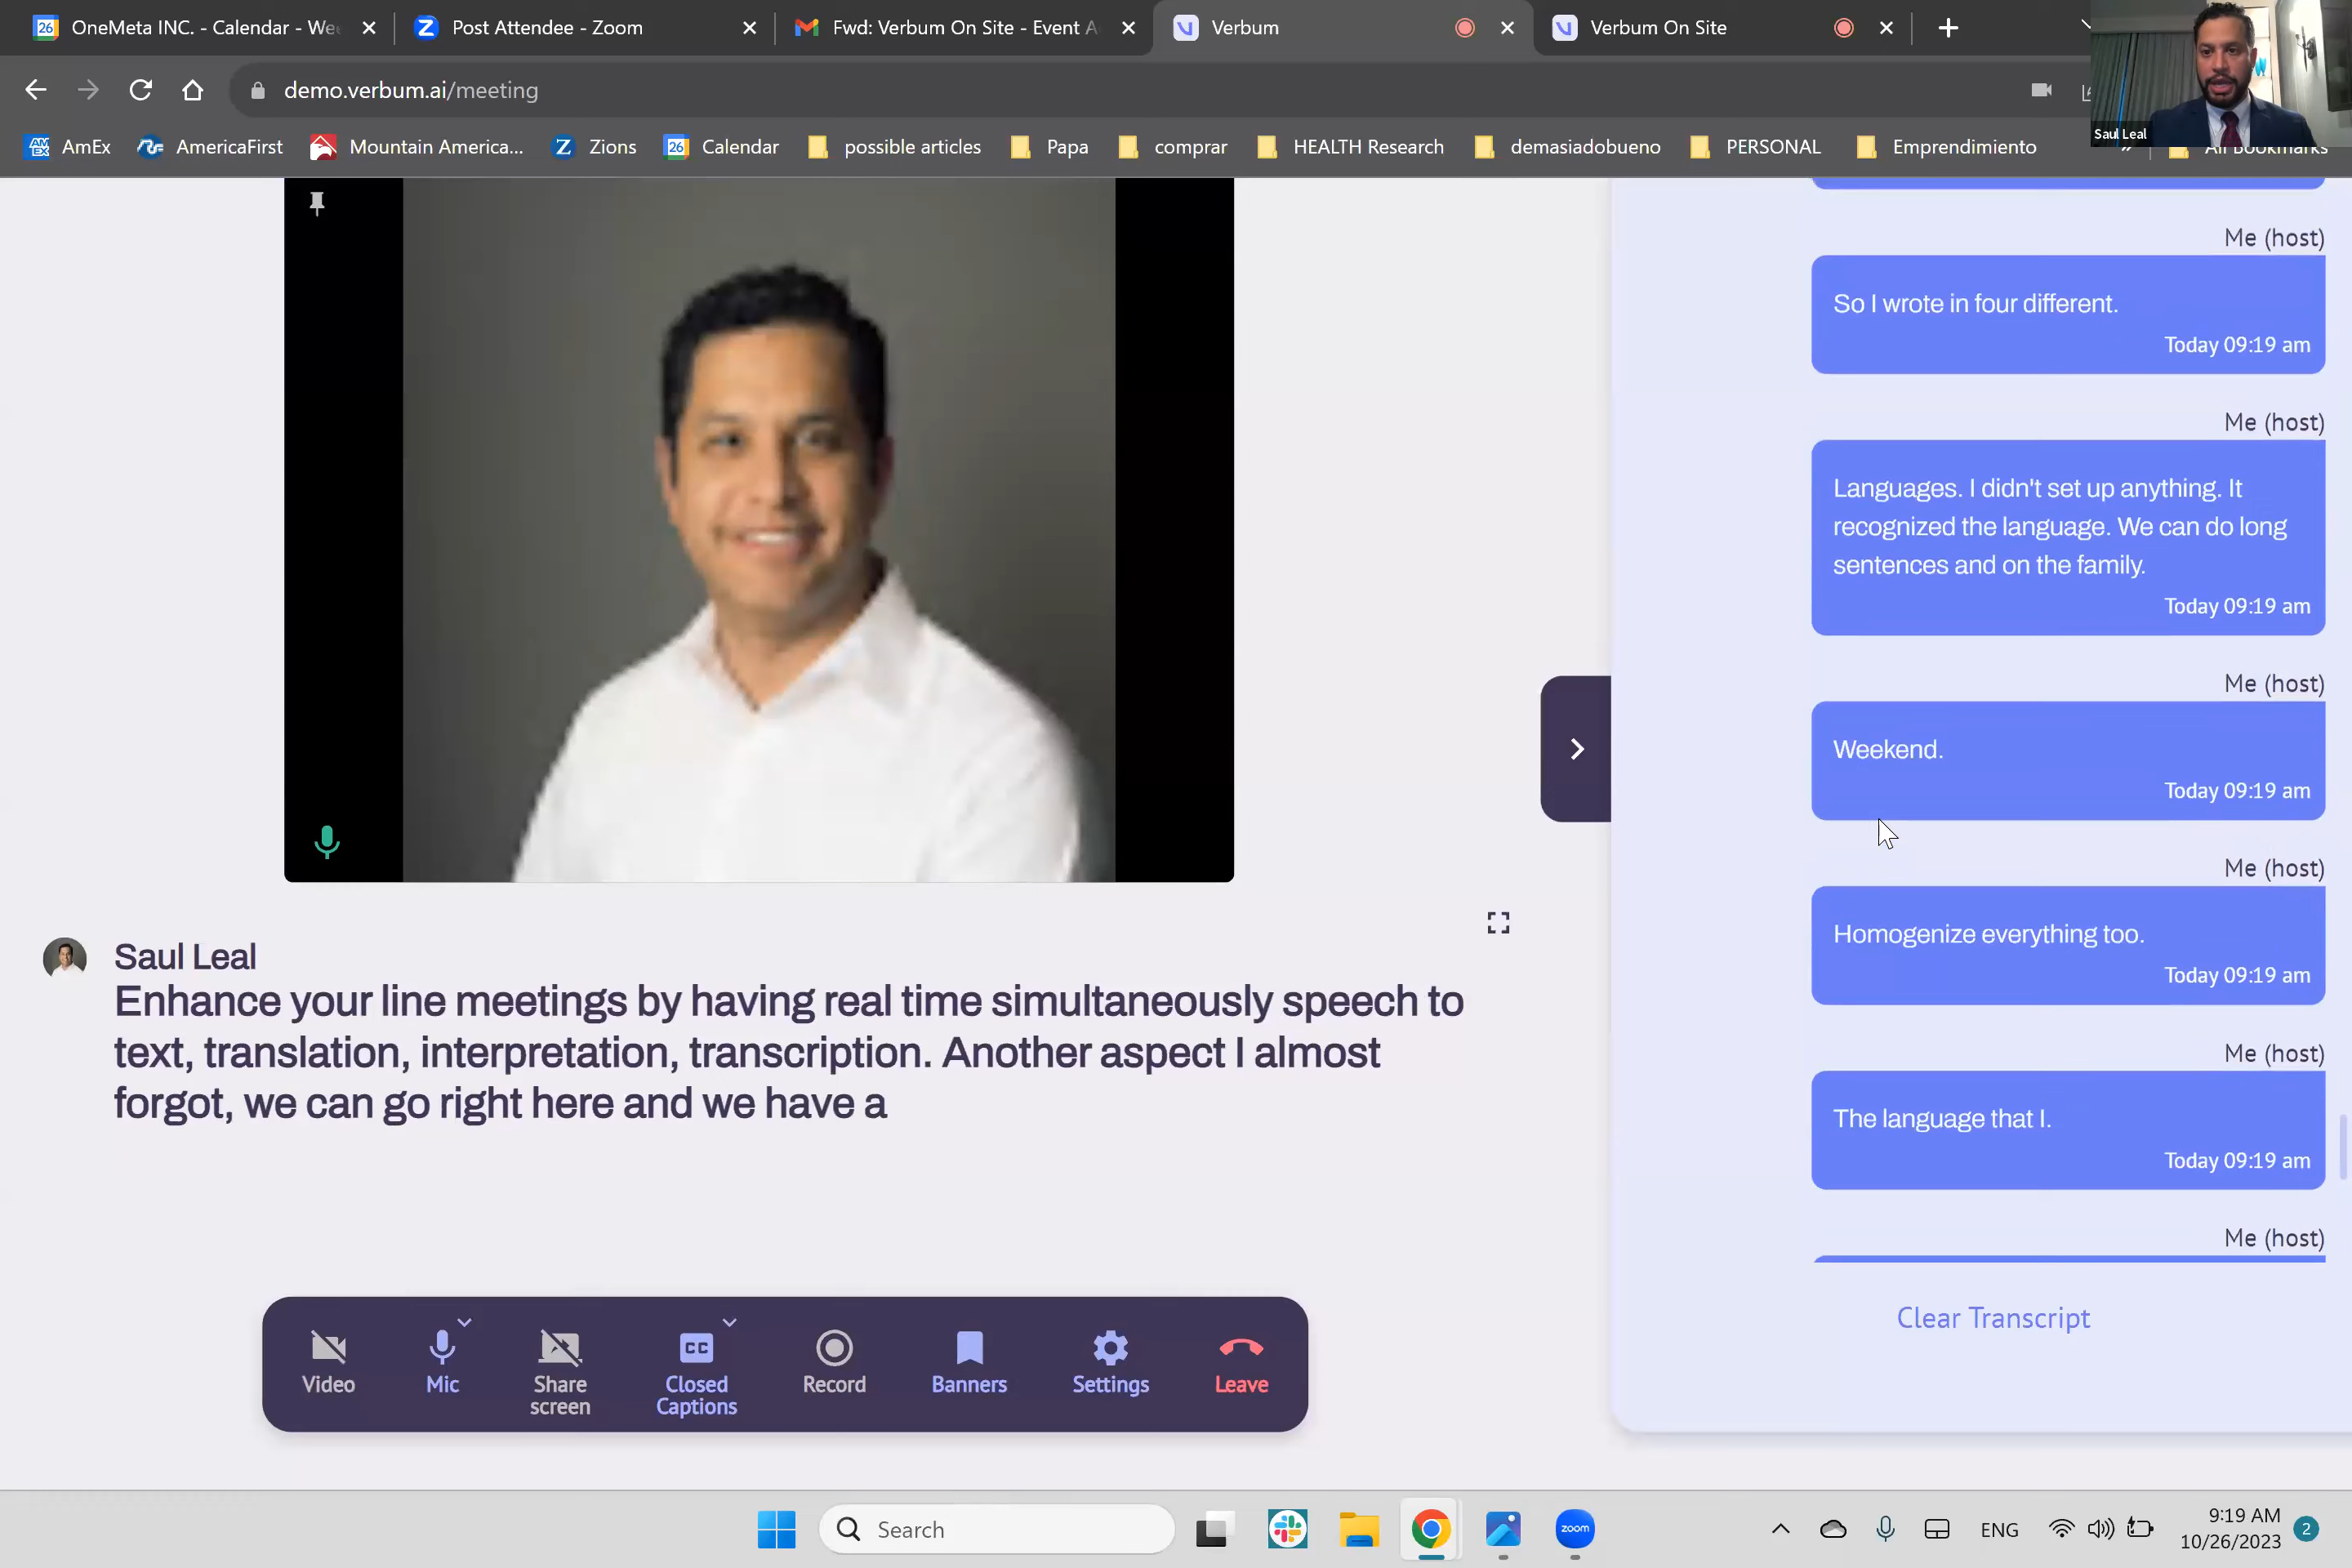 OneMeta INC. - Calendar - Wee
Post Attendee - Zoom
Fwd: Verbum On Site - Event A
Verbum
Verbum On Site
demo.verbum.ai/meeting
Saul Leal
AmEx
AmericaFirst
Mountain America...
Zions
Calendar
possible articles
Papa
comprar
HEALTH Research
demasiadobueno
PERSONAL
Emprendimiento
»
All Bookmarks
Me (host)
So I wrote in four different.
Today 09:19 am
Me (host)
Languages. I didn't set up anything. It
recognized the language. We can do long
sentences and on the family.
Today 09:19 am
Me (host)
Weekend.
Today 09:19 am
Me (host)
Homogenize everything too.
Today 09:19 am
Me (host)
The language that I.
Today 09:19 am
Me (host)
Clear Transcript
Saul Leal
Enhance your line meetings by having real time simultaneously speech to
text, translation, interpretation, transcription. Another aspect I almost
forgot, we can go right here and we have a
Video
Mic
Share
screen
CC
Closed
Captions
Record
Banners
Settings
Leave
Search
zoom
ENG
9:19 AM
10/26/2023
2